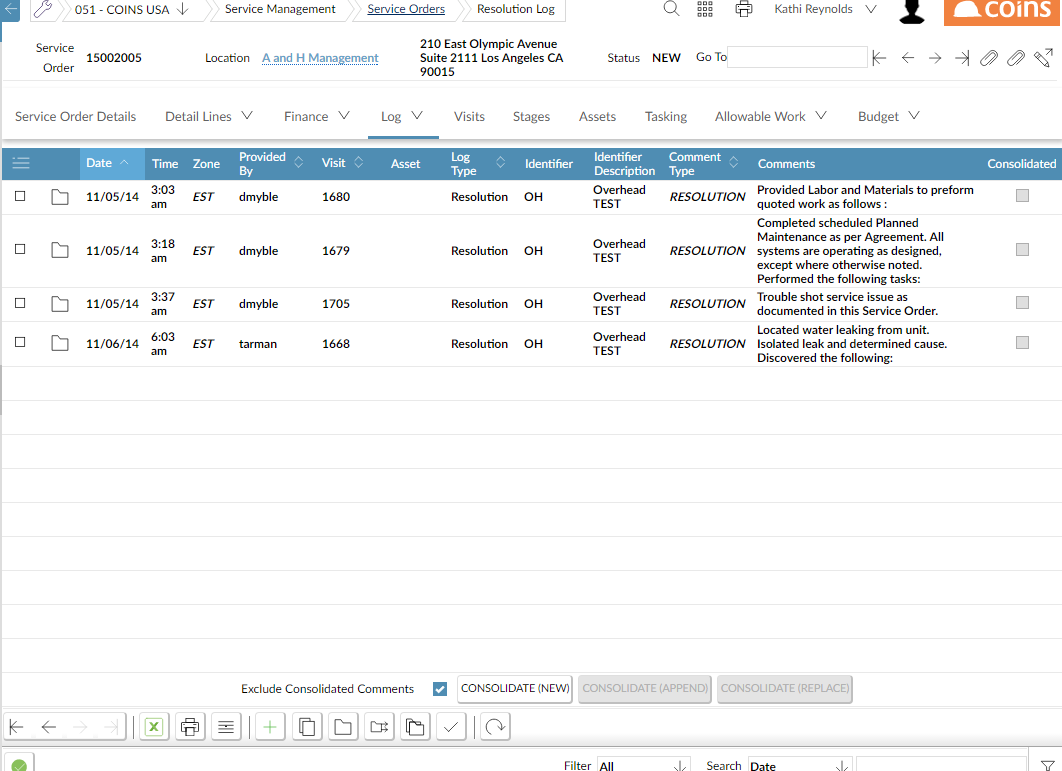 051 - COINS USA
Service Management
Service Orders
Resolution Log
Kathi Reynolds
coins
Service
Order
15002005
Location
A and H Management
210 East Olympic Avenue
Suite 2111 Los Angeles CA
90015
Status
NEW
Go To
Service Order Details
Detail Lines
Finance
Log
Visits
Stages
Assets
Tasking
Allowable Work
Budget
Date
Time
Zone
Provided
By
Visit
Asset
Log
Type
Identifier
Identifier
Description
Comment
Type
Comments
Consolidated
11/05/14
3:03
am
EST
dmyble
1680
Resolution
OH
Overhead
TEST
RESOLUTION
Provided Labor and Materials to preform
quoted work as follows :
11/05/14
3:18
am
EST
dmyble
1679
Resolution
OH
Overhead
TEST
RESOLUTION
Completed scheduled Planned
Maintenance as per Agreement. All
systems are operating as designed,
except where otherwise noted.
Performed the following tasks:
11/05/14
3:37
am
EST
dmyble
1705
Resolution
OH
Overhead
TEST
RESOLUTION
Trouble shot service issue as
documented in this Service Order.
11/06/14
6:03
am
EST
tarman
1668
Resolution
OH
Overhead
TEST
RESOLUTION
Located water leaking from unit.
Isolated leak and determined cause.
Discovered the following:
Exclude Consolidated Comments
CONSOLIDATE (NEW)
CONSOLIDATE (APPEND)
CONSOLIDATE (REPLACE)
Filter
All
Search
Date